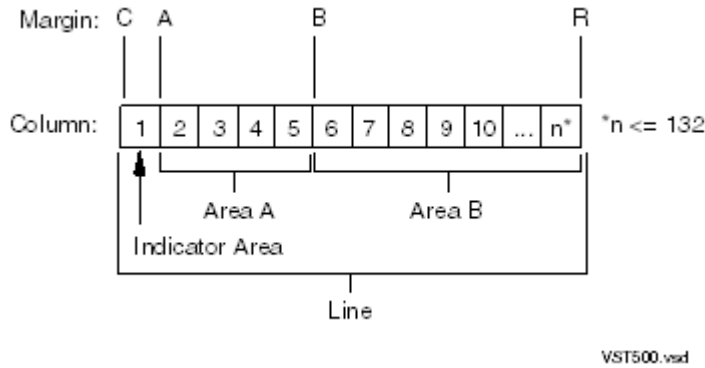 Margin: C A B R
Column: 1 2 3 4 5 6 7 8 9 10 ... n* *n <= 132
Area A Area B
Indicator Area
Line
VST500.vsd